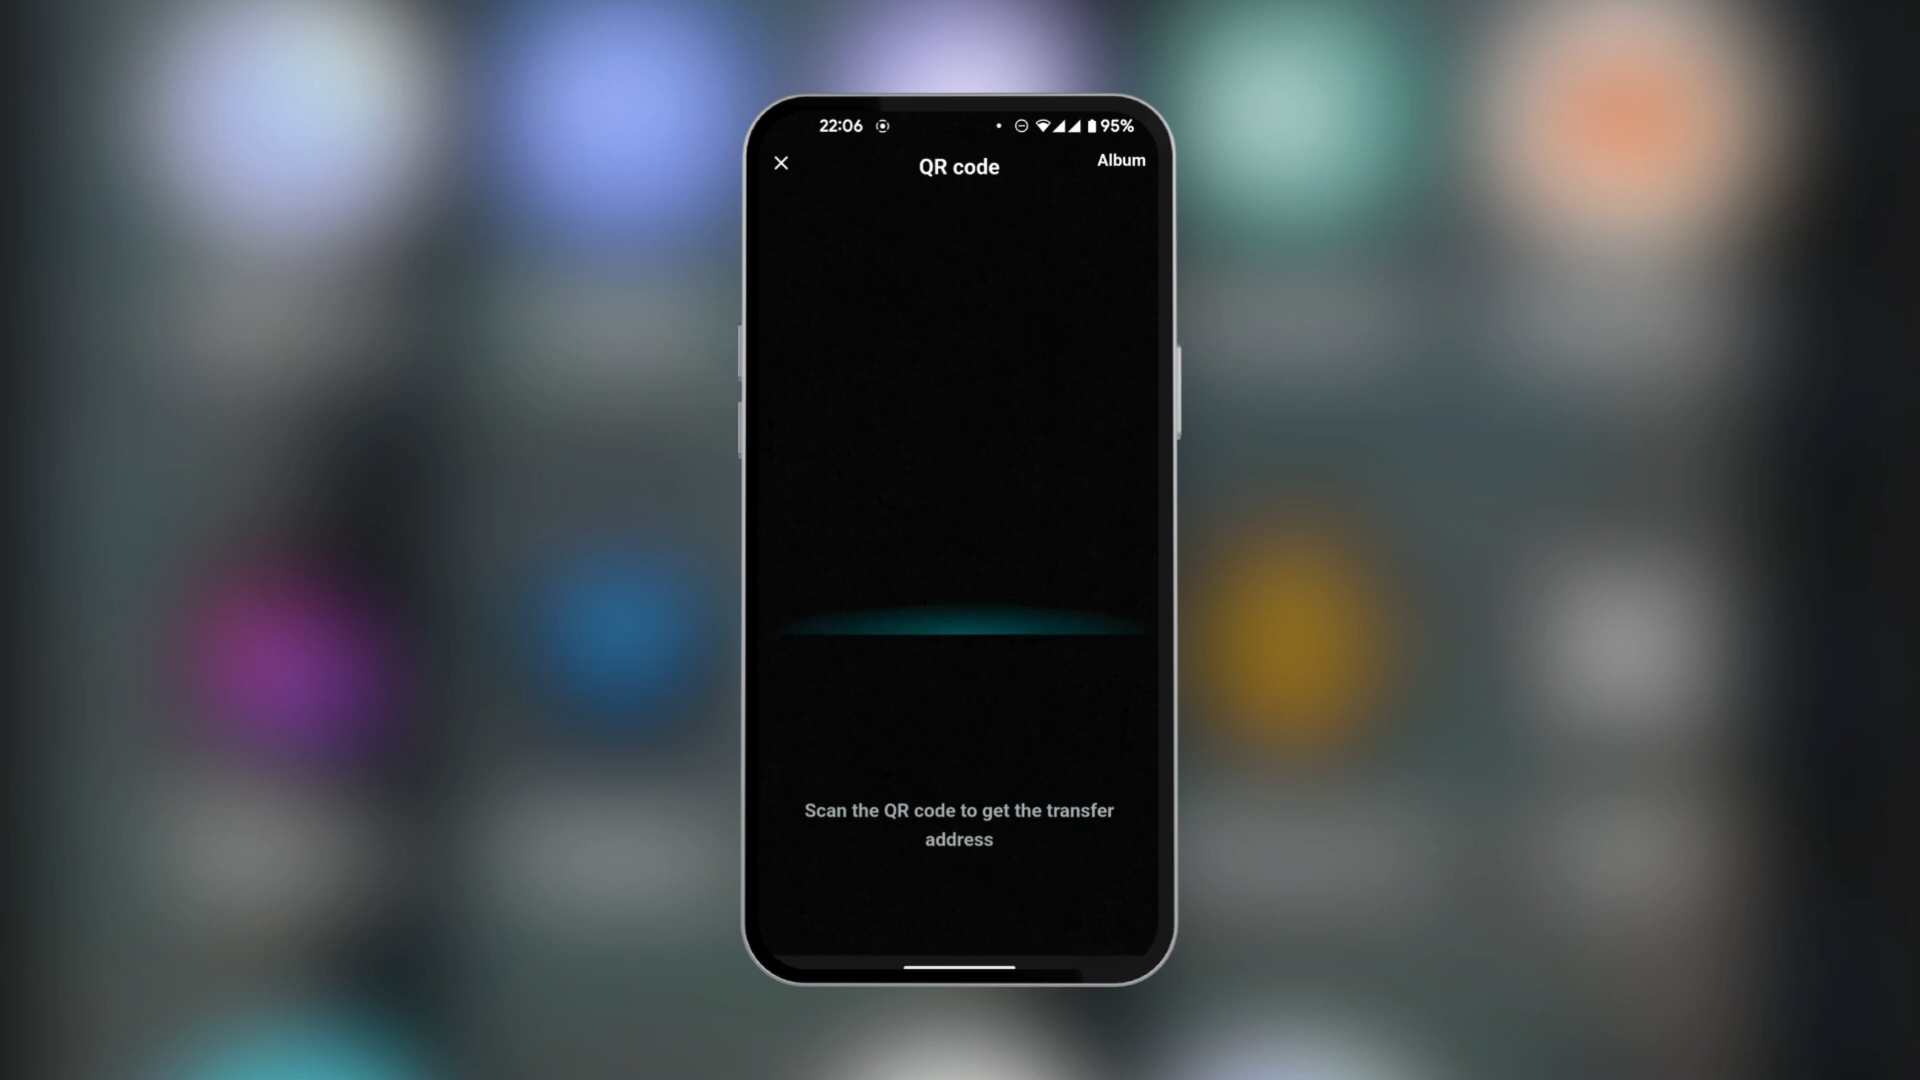 22:06 95%
QR code
Album
Scan the QR code to get the transfer
address